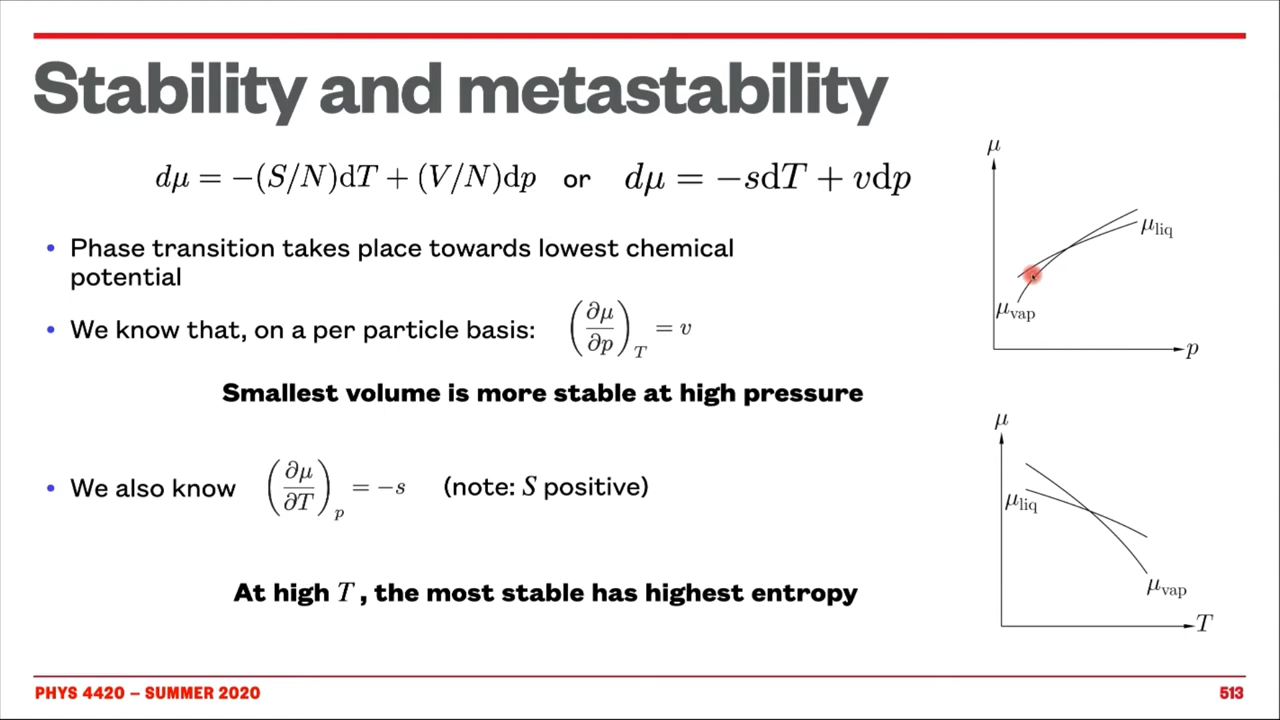 Stability and metastability
dμ = −(S/N)dT + (V/N)dp or dμ = −sdT + vdp
• Phase transition takes place towards lowest chemical
potential
• We know that, on a per particle basis: (∂μ/∂p)_T = v
Smallest volume is more stable at high pressure
• We also know (∂μ/∂T)_p = −s (note: S positive)
At high T, the most stable has highest entropy
μ
μ_liq
μ_vap
p
μ
μ_liq
μ_vap
T
PHYS 4420 – SUMMER 2020
513